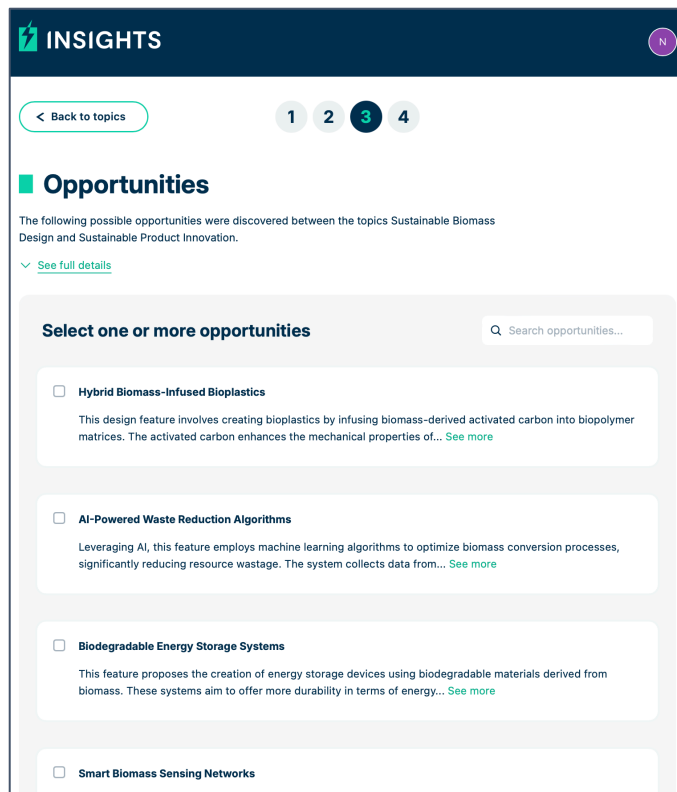 INSIGHTS
N
Back to topics
1 2 3 4
Opportunities
The following possible opportunities were discovered between the topics Sustainable Biomass
Design and Sustainable Product Innovation.
See full details
Select one or more opportunities
Search opportunities...
Hybrid Biomass-Infused Bioplastics
This design feature involves creating bioplastics by infusing biomass-derived activated carbon into biopolymer
matrices. The activated carbon enhances the mechanical properties of... See more
AI-Powered Waste Reduction Algorithms
Leveraging AI, this feature employs machine learning algorithms to optimize biomass conversion processes,
significantly reducing resource wastage. The system collects data from... See more
Biodegradable Energy Storage Systems
This feature proposes the creation of energy storage devices using biodegradable materials derived from
biomass. These systems aim to offer more durability in terms of energy... See more
Smart Biomass Sensing Networks